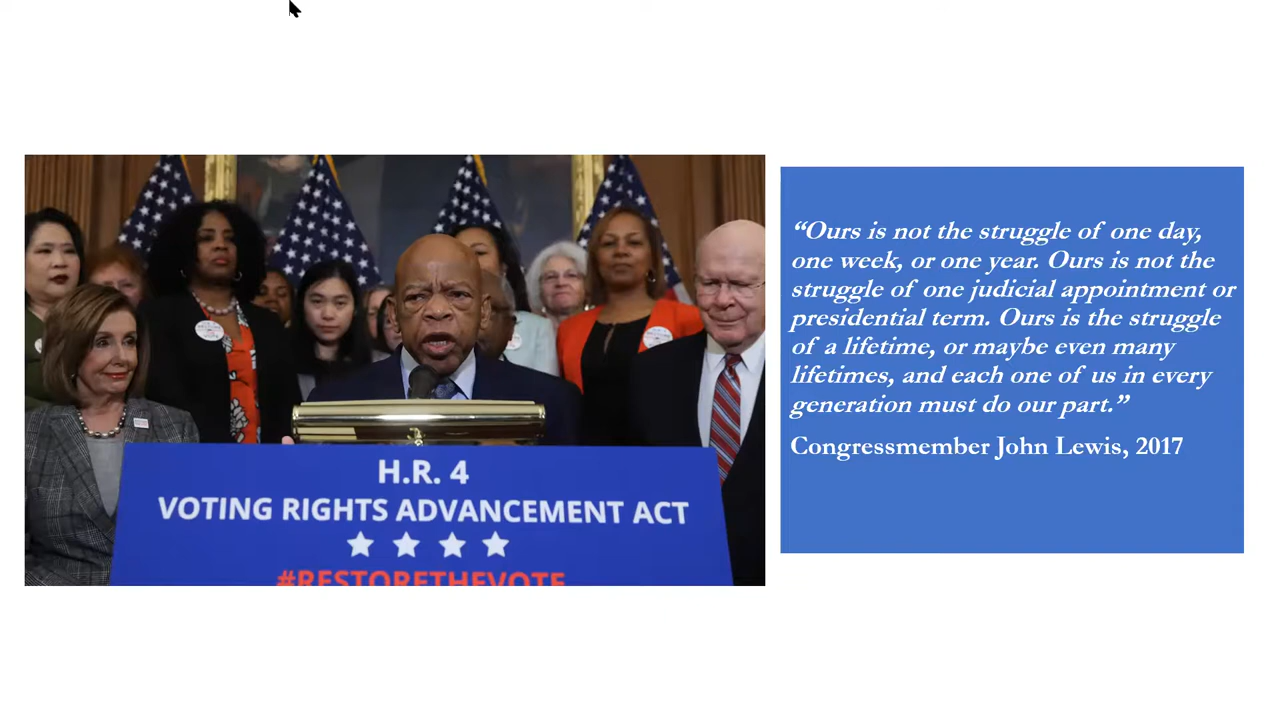 H.R. 4
VOTING RIGHTS ADVANCEMENT ACT
#RESTORETHEVOTE
“Ours is not the struggle of one day,
one week, or one year. Ours is not the
struggle of one judicial appointment or
presidential term. Ours is the struggle
of a lifetime, or maybe even many
lifetimes, and each one of us in every
generation must do our part.”
Congressmember John Lewis, 2017